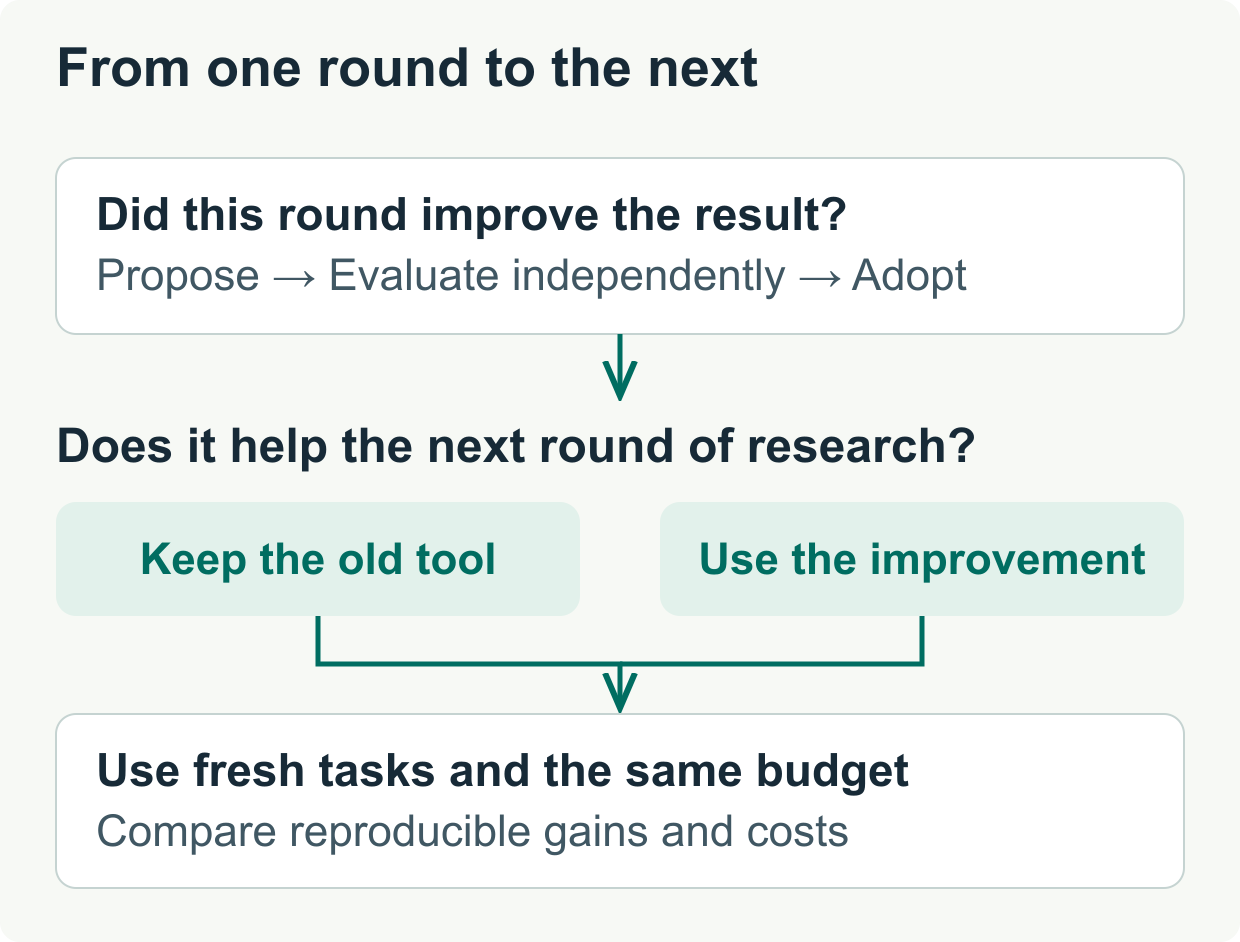 From one round to the next
Did this round improve the result?
Propose → Evaluate independently → Adopt
Does it help the next round of research?
Keep the old tool
Use the improvement
Use fresh tasks and the same budget
Compare reproducible gains and costs